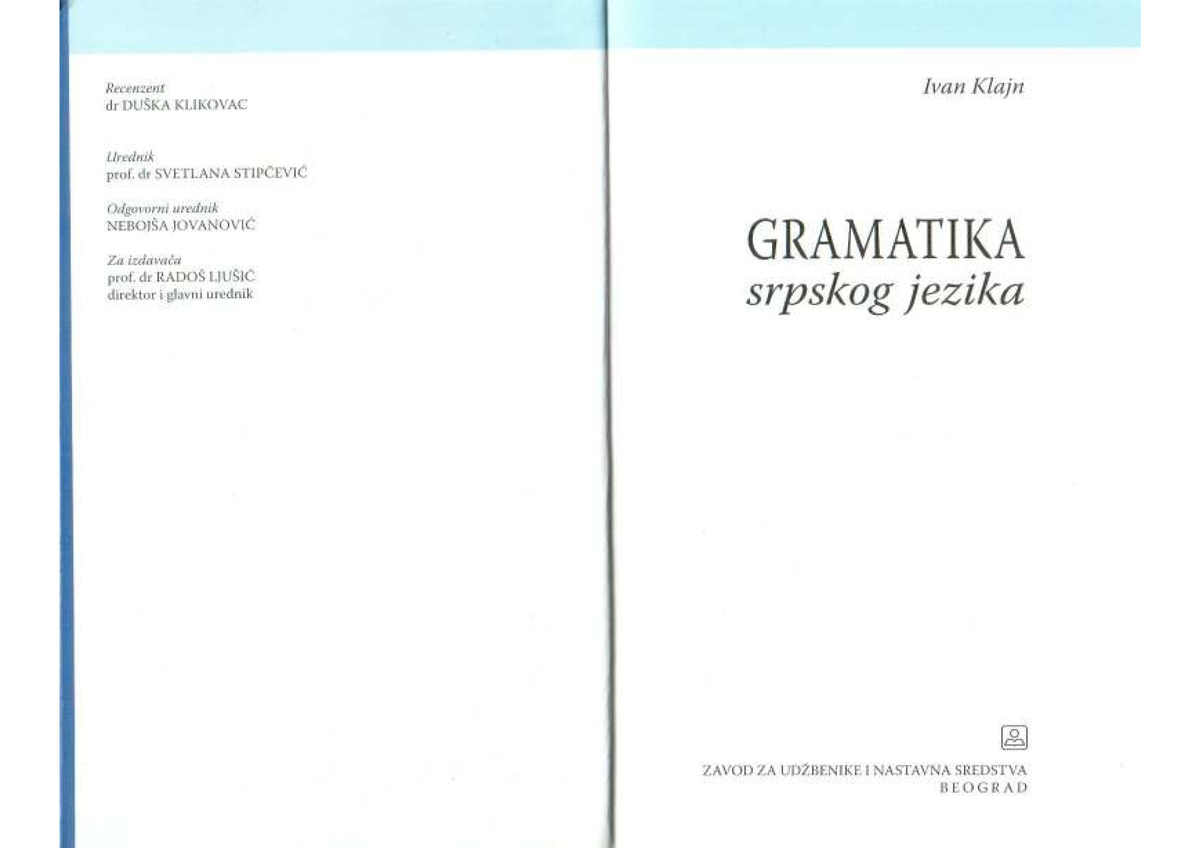 Recenzent
dr DUŠKA KLIKOVAC
Urednik
prof. dr SVETLANA STIPČEVIĆ
Odgovorni urednik
NEBOJŠA JOVANOVIĆ
Za izdavača
prof. dr RADOŠ LJUŠIĆ
direktor i glavni urednik
Ivan Klajn
GRAMATIKA
srpskog jezika
ZAVOD ZA UDŽBENIKE I NASTAVNA SREDSTVA
BEOGRAD